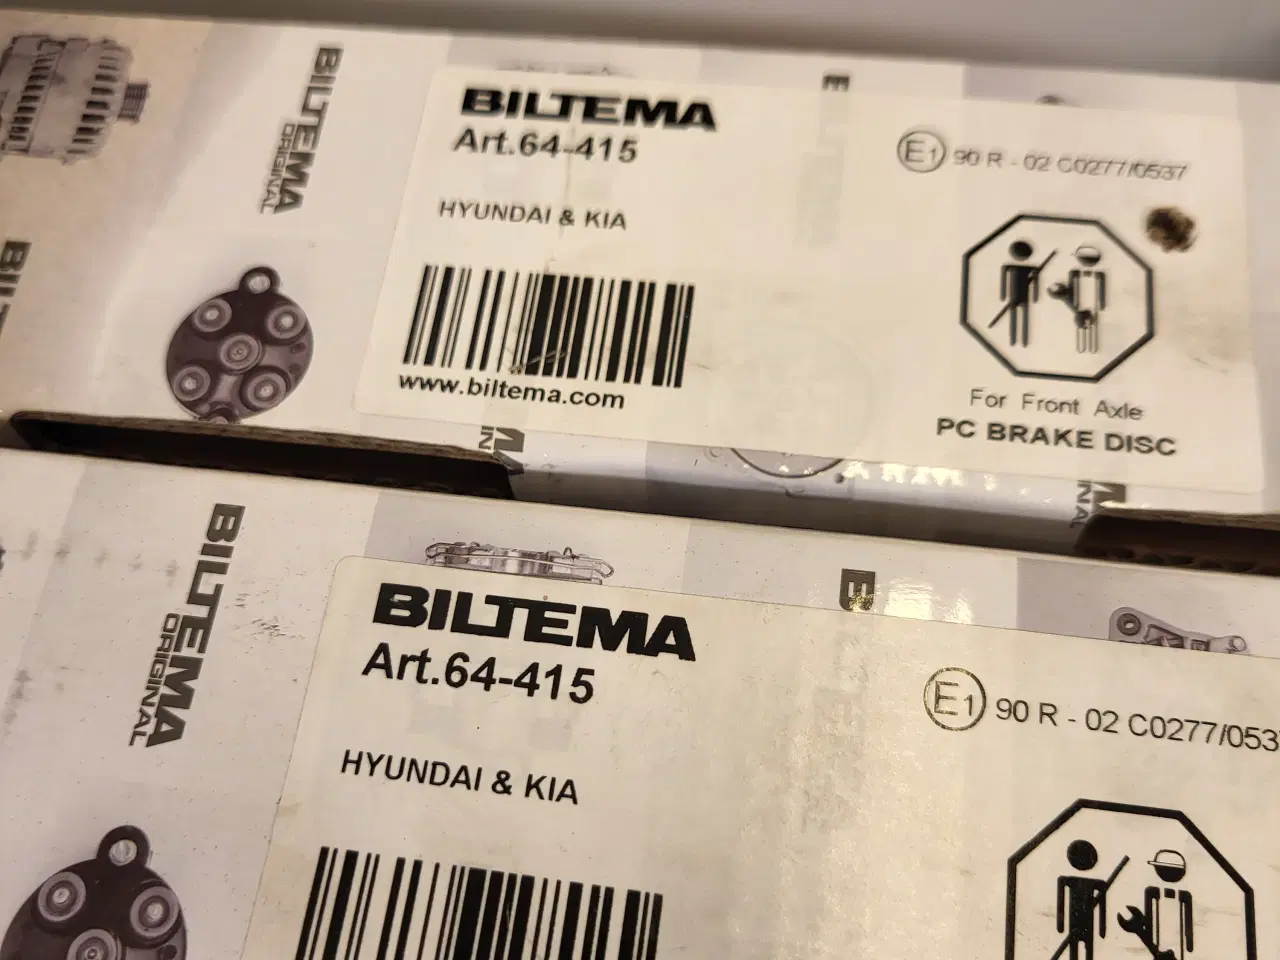 BILTEMA
ORIGINAL
BILTEMA
Art.64-415
HYUNDAI & KIA
www.biltema.com
E
E1 90 R - 02 C0277/0537
For Front Axle
PC BRAKE DISC
BILTEMA
ORIGINAL
BILTEMA
Art.64-415
HYUNDAI & KIA
E
E1 90 R - 02 C0277/053